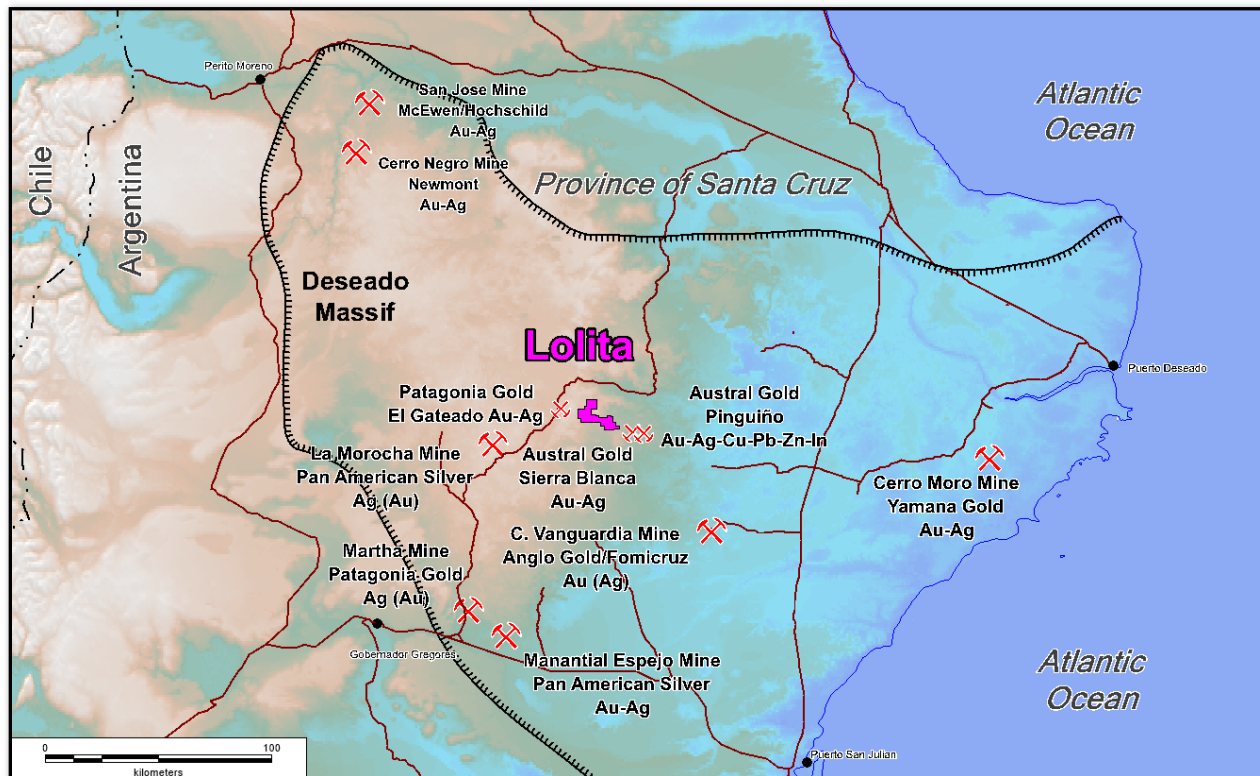 Perito Moreno
San Jose Mine
McEwen/Hochschild
Au-Ag
Atlantic
Ocean
Chile
Argentina
Cerro Negro Mine
Newmont
Au-Ag
Province of Santa Cruz
Deseado
Massif
Lolita
Puerto Deseado
Patagonia Gold
El Gateado Au-Ag
Austral Gold
Pinguiño
Au-Ag-Cu-Pb-Zn-In
La Morocha Mine
Pan American Silver
Ag (Au)
Austral Gold
Sierra Blanca
Au-Ag
Cerro Moro Mine
Yamana Gold
Au-Ag
C. Vanguardia Mine
Anglo Gold/Fomicruz
Au (Ag)
Martha Mine
Patagonia Gold
Ag (Au)
Gobernador Gregores
Manantial Espejo Mine
Pan American Silver
Au-Ag
Atlantic
Ocean
Puerto San Julian
0 100
kilometers